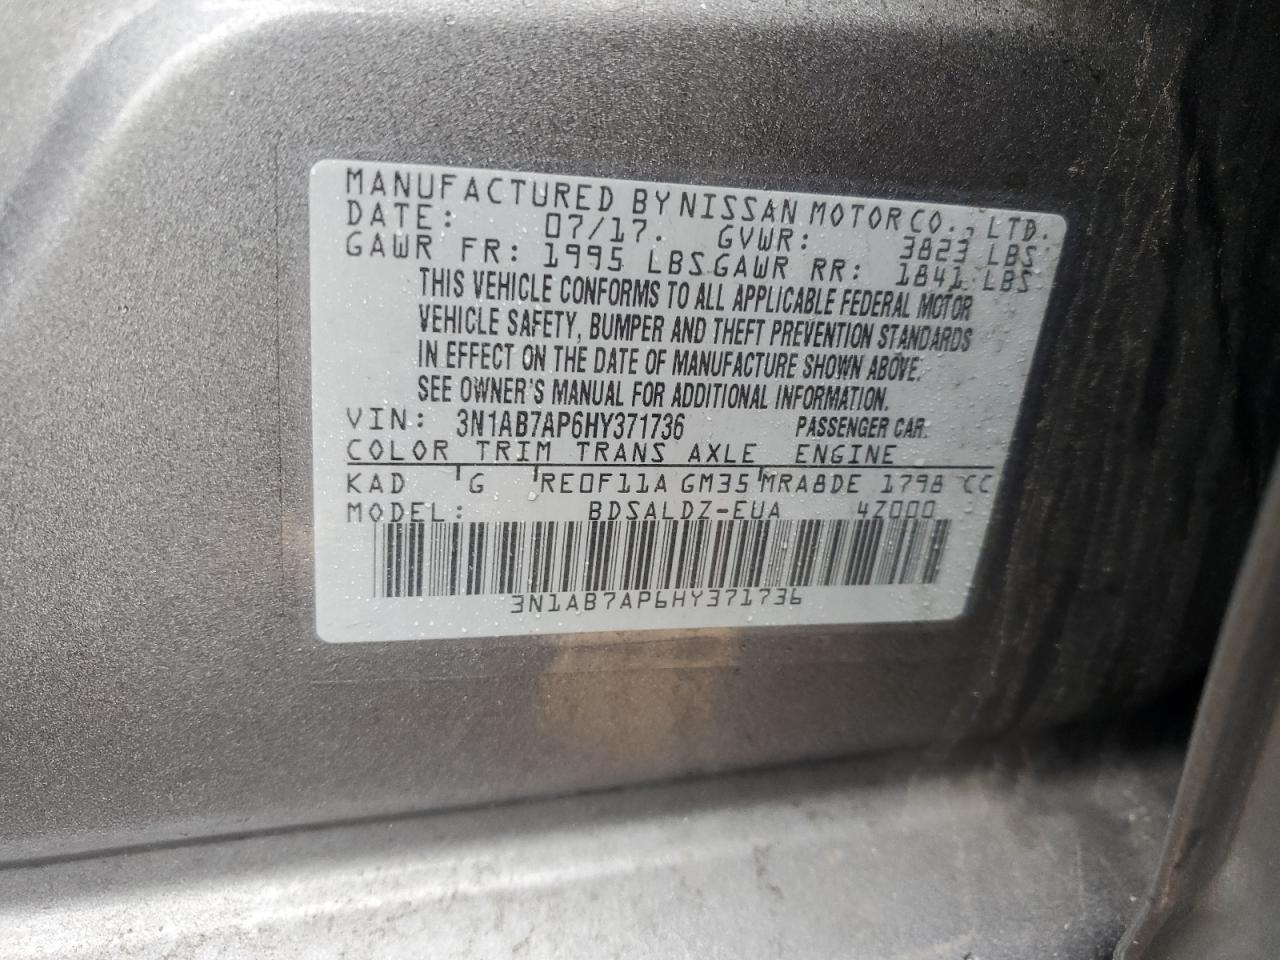 MANUFACTURED BY NISSAN MOTOR CO., LTD.
DATE: 07/17. GVWR: 3823 LBS
GAWR FR: 1995 LBS GAWR RR: 1841 LBS
THIS VEHICLE CONFORMS TO ALL APPLICABLE FEDERAL MOTOR
VEHICLE SAFETY, BUMPER AND THEFT PREVENTION STANDARDS
IN EFFECT ON THE DATE OF MANUFACTURE SHOWN ABOVE.
SEE OWNER'S MANUAL FOR ADDITIONAL INFORMATION.
VIN: 3N1AB7AP6HY371736 PASSENGER CAR.
COLOR TRIM TRANS AXLE ENGINE
KAD G RE0F11A GM35 MRA8DE 1798 CC
MODEL: BDSALDZ-EUA 4Z000
3N1AB7AP6HY371736